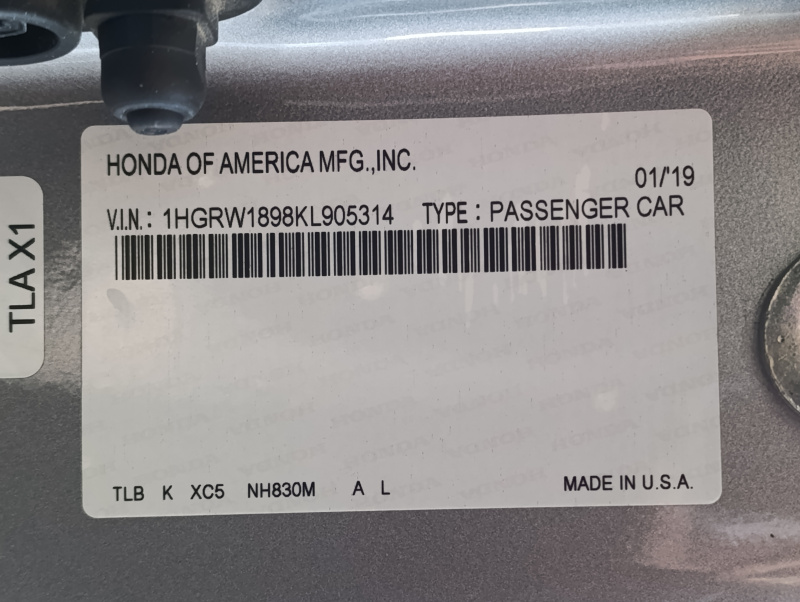 HONDA OF AMERICA MFG.,INC.
01/'19
V.I.N.: 1HGRW1898KL905314 TYPE : PASSENGER CAR
TLA X1
TLB K XC5 NH830M A L MADE IN U.S.A.